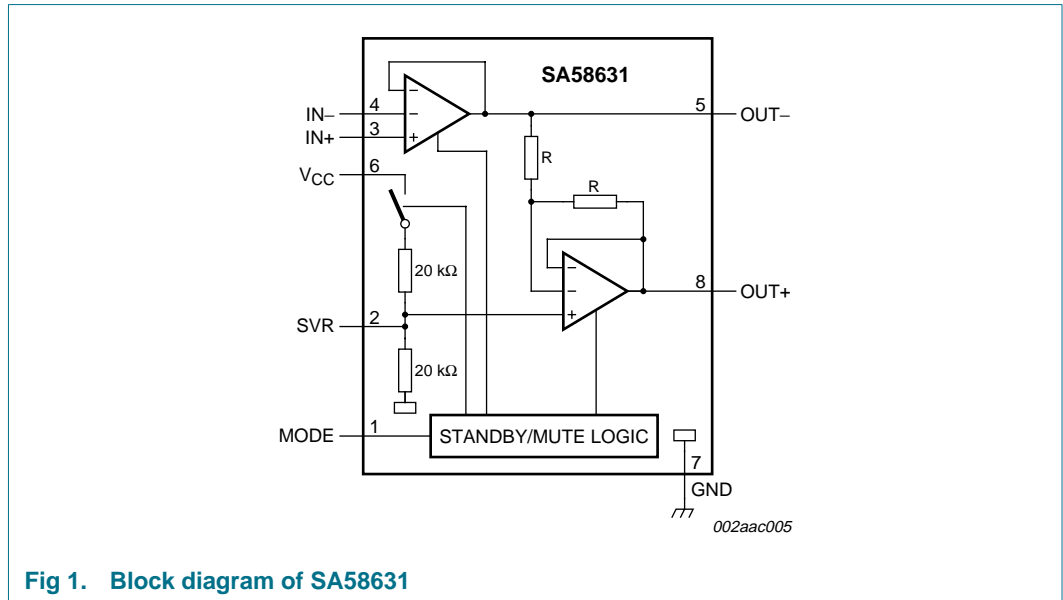 SA58631
IN− 4 − 5 OUT−
IN+ 3 +
6
VCC
R
R
20 kΩ
−
−
8 OUT+
+
SVR 2
20 kΩ
MODE 1 STANDBY/MUTE LOGIC
7
GND
002aac005
Fig 1. Block diagram of SA58631